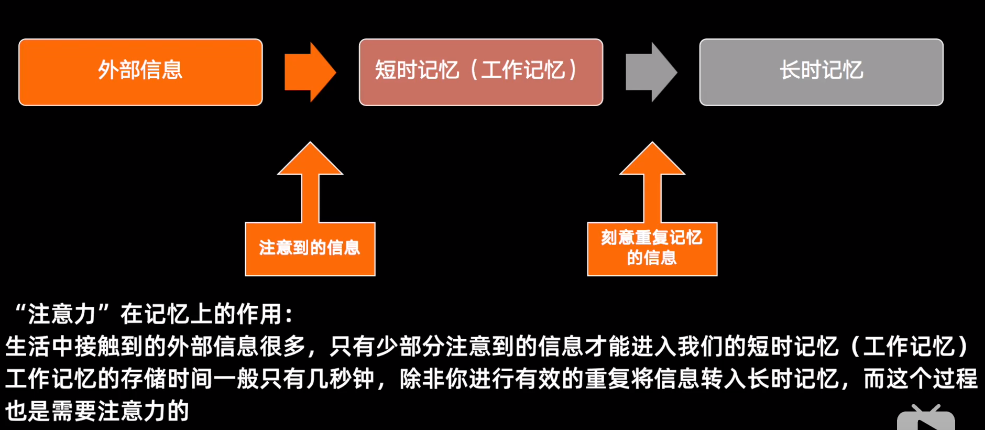 外部信息
短时记忆（工作记忆）
长时记忆
注意到的信息
刻意重复记忆
的信息
“注意力”在记忆上的作用：
生活中接触到的外部信息很多，只有少部分注意到的信息才能进入我们的短时记忆（工作记忆）
工作记忆的存储时间一般只有几秒钟，除非你进行有效的重复将信息转入长时记忆，而这个过程
也是需要注意力的